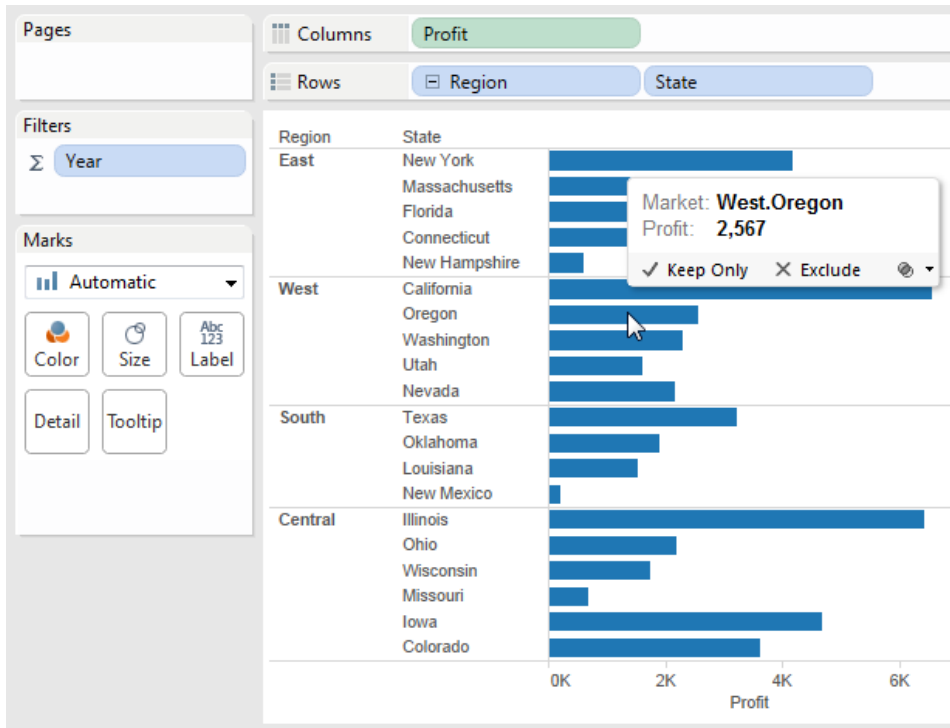 Pages
Columns
Profit
Rows
Region
State
Filters
Σ Year
Marks
Automatic
Color
Size
Abc
123
Label
Detail
Tooltip
Region State
East New York
Massachusetts
Florida
Connecticut
New Hampshire
West California
Oregon
Washington
Utah
Nevada
South Texas
Oklahoma
Louisiana
New Mexico
Central Illinois
Ohio
Wisconsin
Missouri
Iowa
Colorado
Market: West.Oregon
Profit: 2,567
Keep Only Exclude
0K 2K 4K 6K
Profit